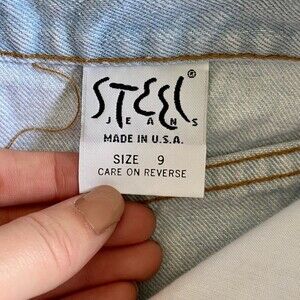 STEEL®
JEANS
MADE IN U.S.A.
SIZE 9
CARE ON REVERSE